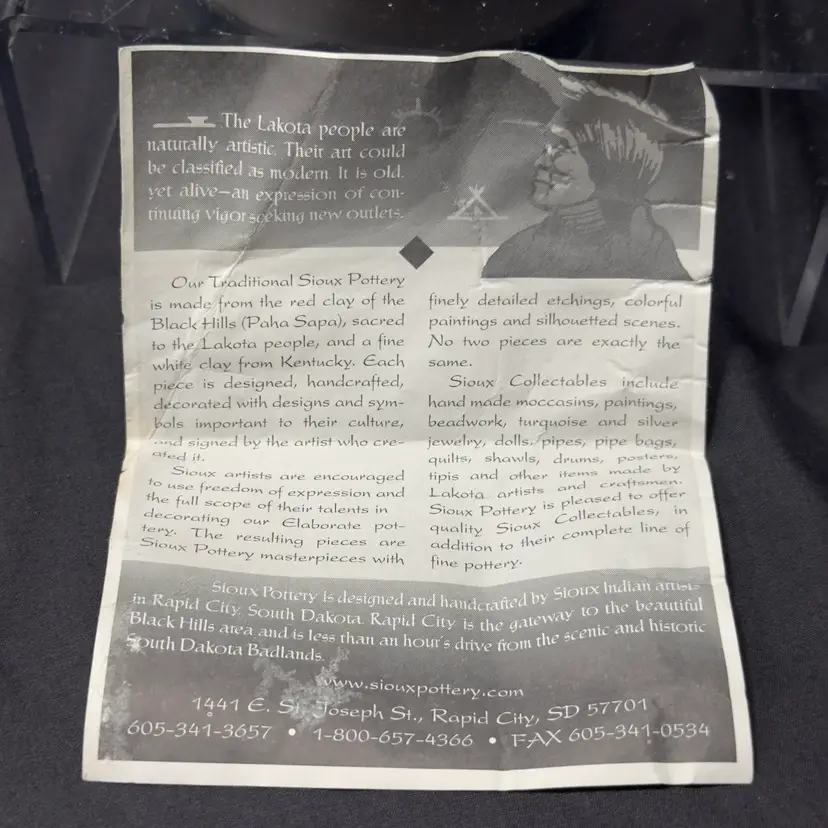 The Lakota people are
naturally artistic. Their art could
be classified as modern. It is old,
yet alive—an expression of con-
tinuing vigor seeking new outlets.
Our Traditional Sioux Pottery
is made from the red clay of the
Black Hills (Paha Sapa), sacred
to the Lakota people, and a fine
white clay from Kentucky. Each
piece is designed, handcrafted,
decorated with designs and sym-
bols important to their culture,
and signed by the artist who cre-
ated it.
Sioux artists are encouraged
to use freedom of expression and
the full scope of their talents in
decorating our Elaborate pot-
tery. The resulting pieces are
Sioux Pottery masterpieces with
finely detailed etchings, colorful
paintings and silhouetted scenes.
No two pieces are exactly the
same.
Sioux Collectables include
hand made moccasins, paintings,
beadwork, turquoise and silver
jewelry, dolls, pipes, pipe bags,
quilts, shawls, drums, posters,
tipis and other items made by
Lakota artists and craftsmen.
Sioux Pottery is pleased to offer
quality Sioux Collectables, in
addition to their complete line of
fine pottery.
Sioux Pottery is designed and handcrafted by Sioux Indian artists
in Rapid City, South Dakota. Rapid City is the gateway to the beautiful
Black Hills area and is less than an hour's drive from the scenic and historic
South Dakota Badlands.
www.siouxpottery.com
1441 E. St. Joseph St., Rapid City, SD 57701
605-341-3657 • 1-800-657-4366 • FAX 605-341-0534